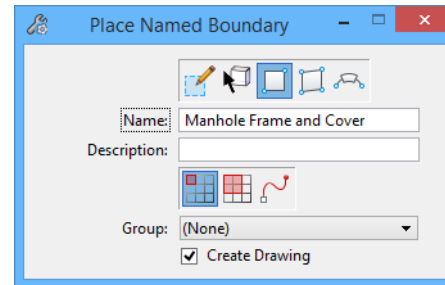 Place Named Boundary
Name: Manhole Frame and Cover
Description:
Group: (None)
Create Drawing